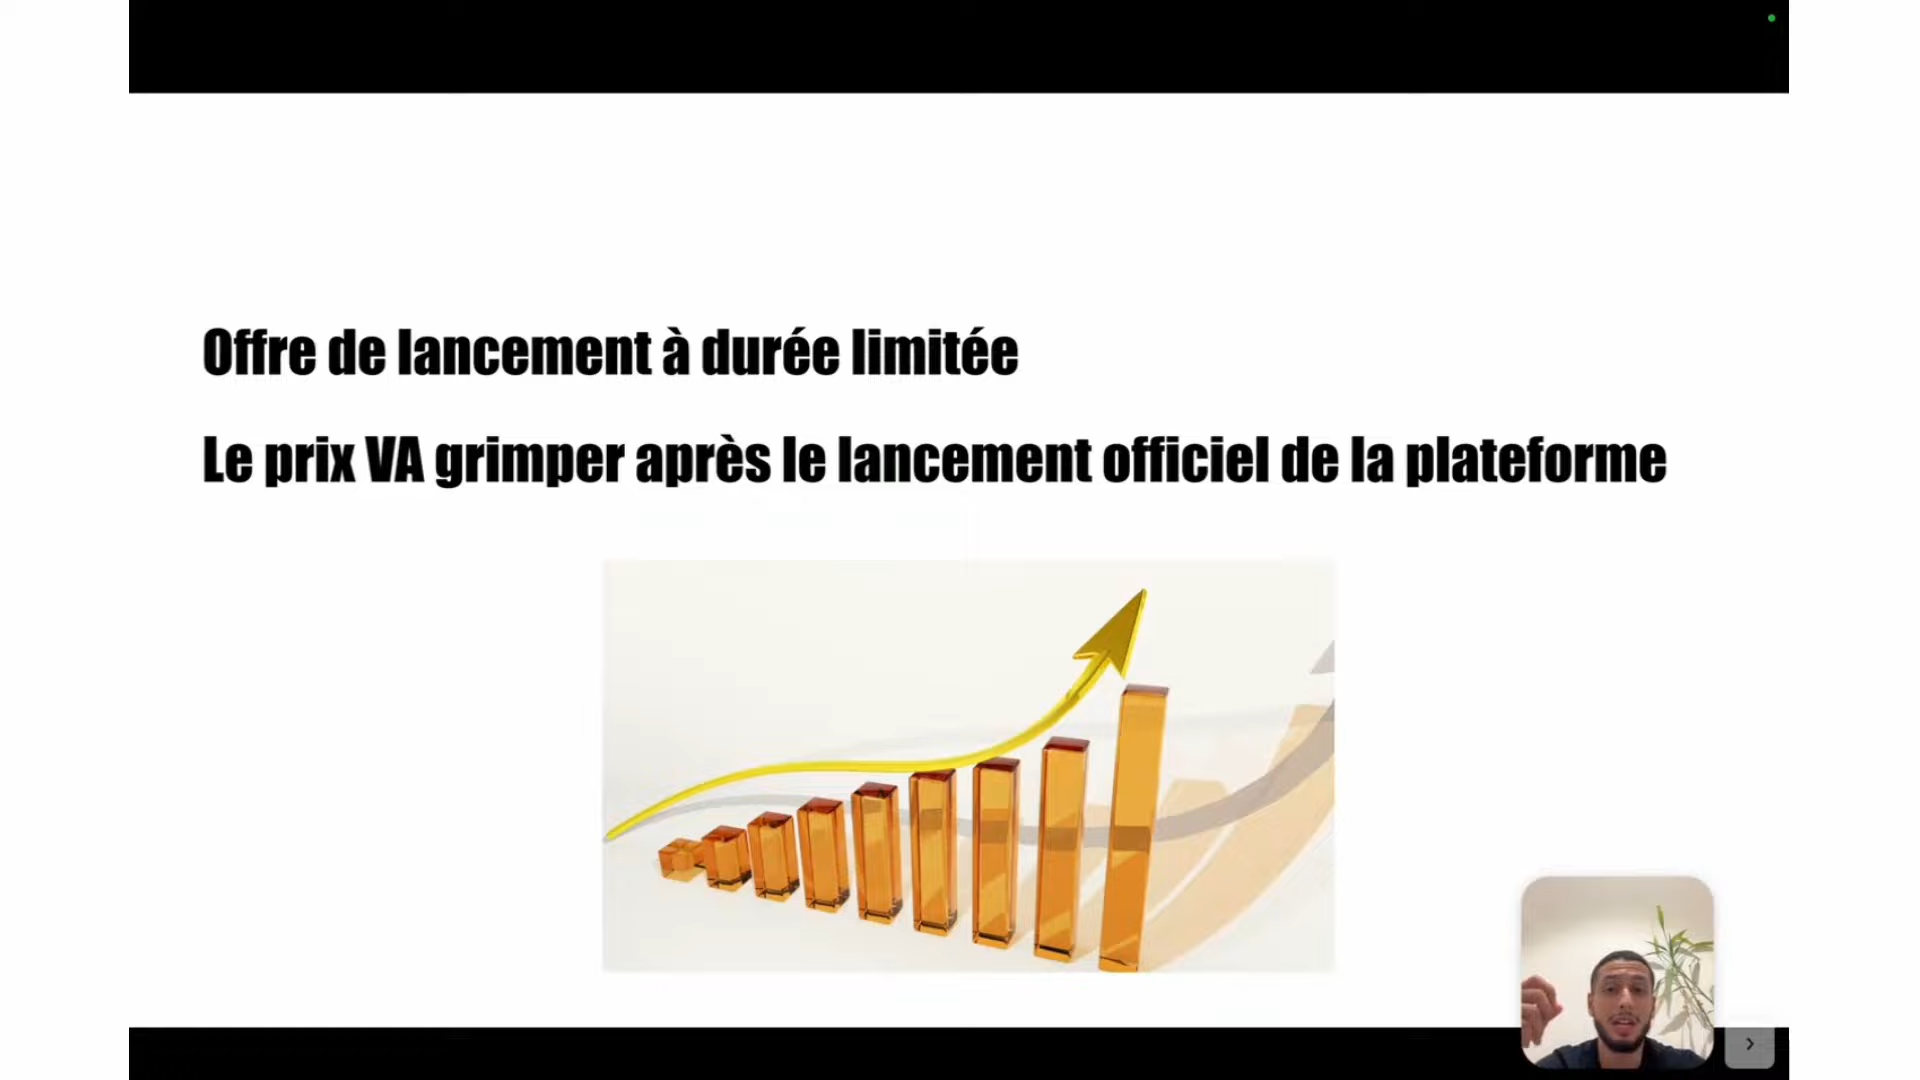 Offre de lancement à durée limitée
Le prix VA grimper après le lancement officiel de la plateforme